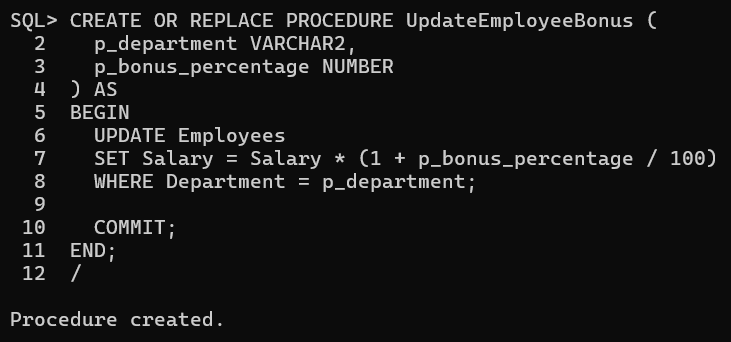 SQL> CREATE OR REPLACE PROCEDURE UpdateEmployeeBonus (
  2    p_department VARCHAR2,
  3    p_bonus_percentage NUMBER
  4  ) AS
  5  BEGIN
  6    UPDATE Employees
  7    SET Salary = Salary * (1 + p_bonus_percentage / 100)
  8    WHERE Department = p_department;
  9
 10    COMMIT;
 11  END;
 12  /
Procedure created.